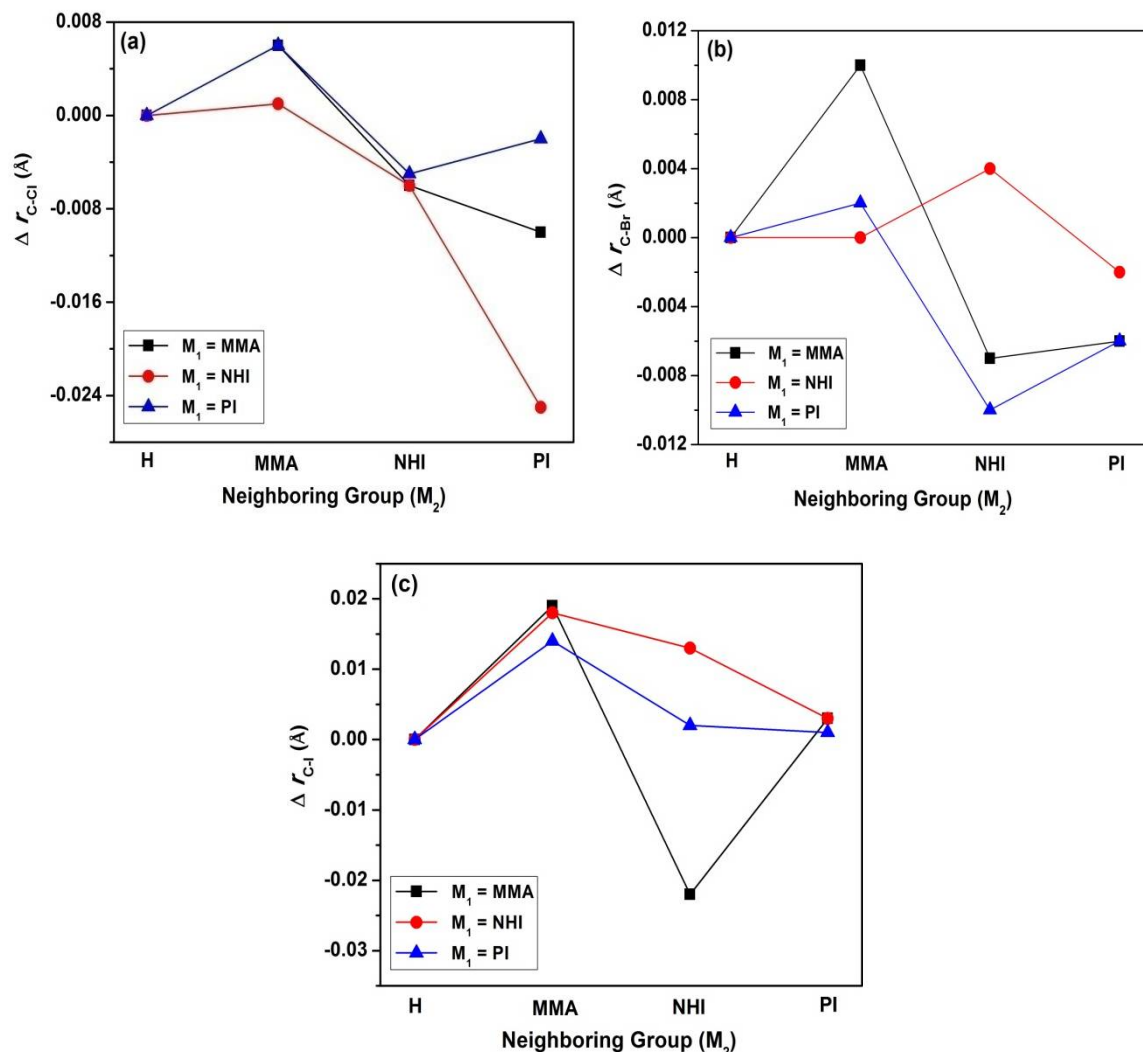 (a)
0.008
0.000
-0.008
-0.016
-0.024
Δ r C-Cl (Å)
M1 = MMA
M1 = NHI
M1 = PI
H MMA NHI PI
Neighboring Group (M2)
(b)
0.012
0.008
0.004
0.000
-0.004
-0.008
-0.012
Δ r C-Br (Å)
M1 = MMA
M1 = NHI
M1 = PI
H MMA NHI PI
Neighboring Group (M2)
(c)
0.02
0.01
0.00
-0.01
-0.02
-0.03
Δ r C-I (Å)
M1 = MMA
M1 = NHI
M1 = PI
H MMA NHI PI
Neighboring Group (M2)